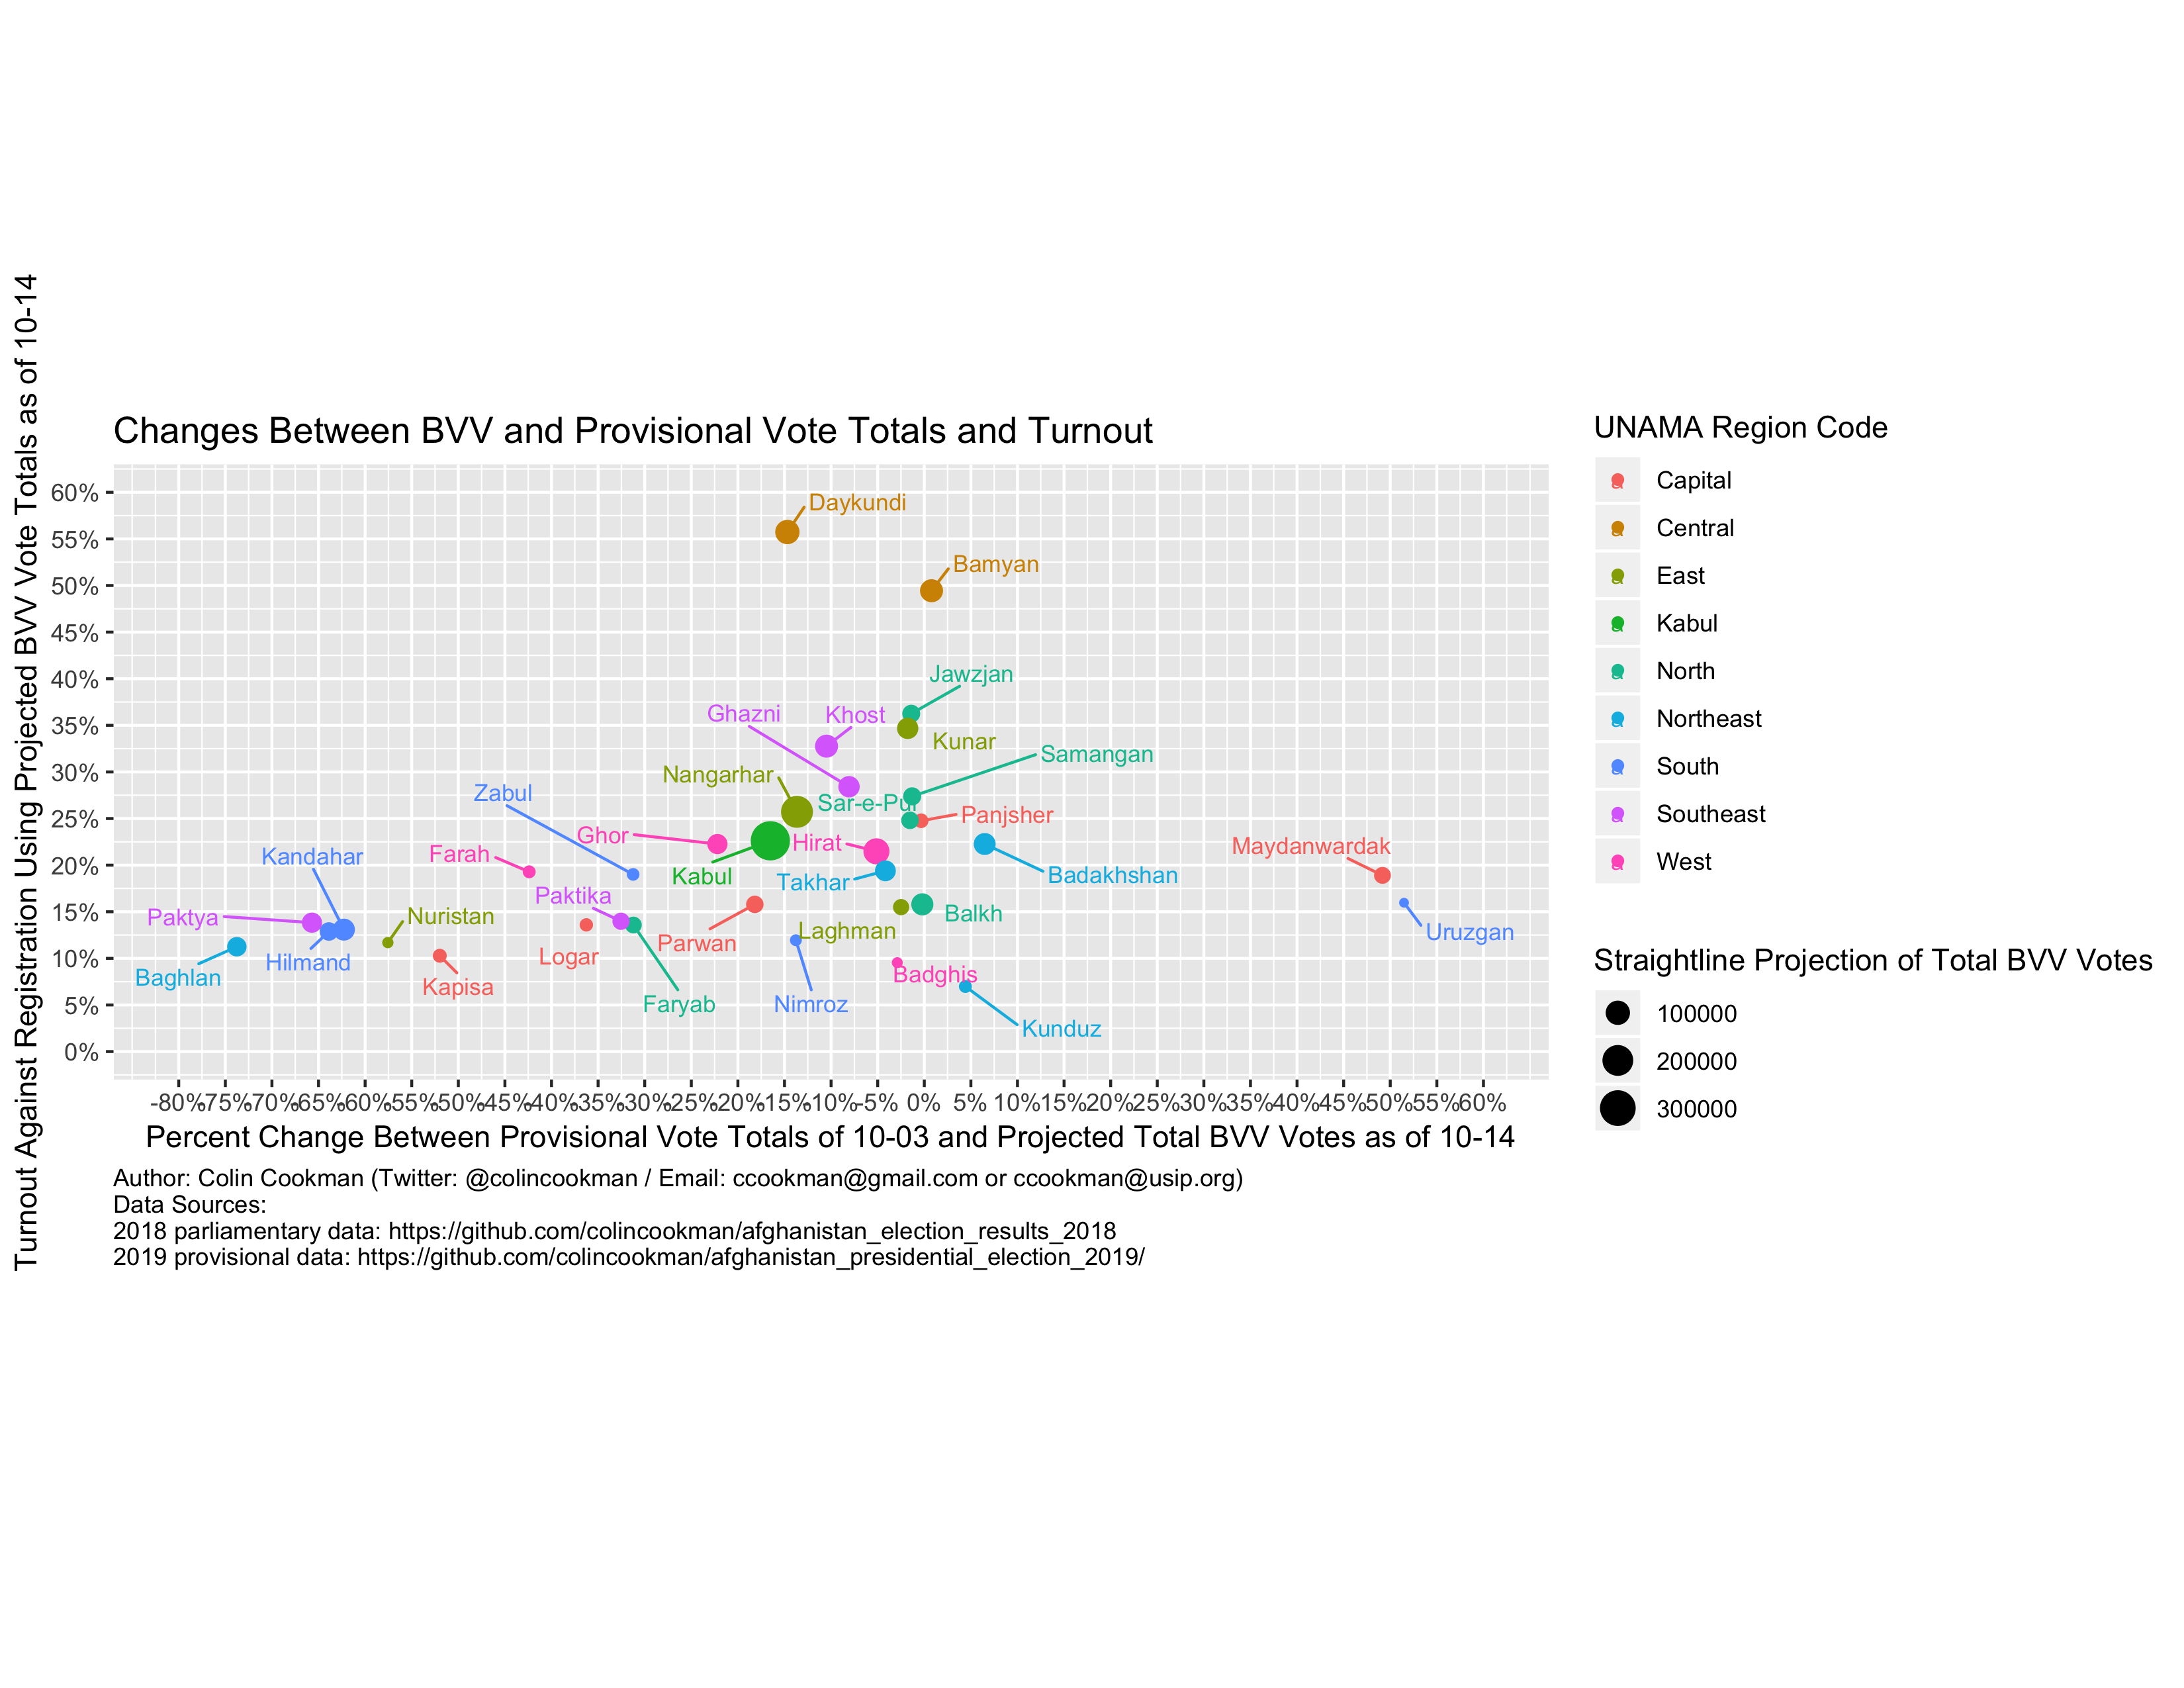 Changes Between BVV and Provisional Vote Totals and Turnout
Turnout Against Registration Using Projected BVV Vote Totals as of 10-14
60%
55%
50%
45%
40%
35%
30%
25%
20%
15%
10%
5%
0%
Daykundi
Bamyan
Jawzjan
Ghazni
Khost
Kunar
Samangan
Nangarhar
Zabul
Sar-e-Pul
Panjsher
Ghor
Hirat
Maydanwardak
Farah
Kandahar
Kabul
Takhar
Badakhshan
Paktika
Paktya
Nuristan
Balkh
Laghman
Uruzgan
Parwan
Logar
Hilmand
Baghlan
Badghis
Kapisa
Faryab
Nimroz
Kunduz
-80% -75% -70% -65% -60% -55% -50% -45% -40% -35% -30% -25% -20% -15% -10% -5% 0% 5% 10% 15% 20% 25% 30% 35% 40% 45% 50% 55% 60%
Percent Change Between Provisional Vote Totals of 10-03 and Projected Total BVV Votes as of 10-14
Author: Colin Cookman (Twitter: @colincookman / Email: ccookman@gmail.com or ccookman@usip.org)
Data Sources:
2018 parliamentary data: https://github.com/colincookman/afghanistan_election_results_2018
2019 provisional data: https://github.com/colincookman/afghanistan_presidential_election_2019/
UNAMA Region Code
a Capital
a Central
a East
a Kabul
a North
a Northeast
a South
a Southeast
a West
Straightline Projection of Total BVV Votes
100000
200000
300000